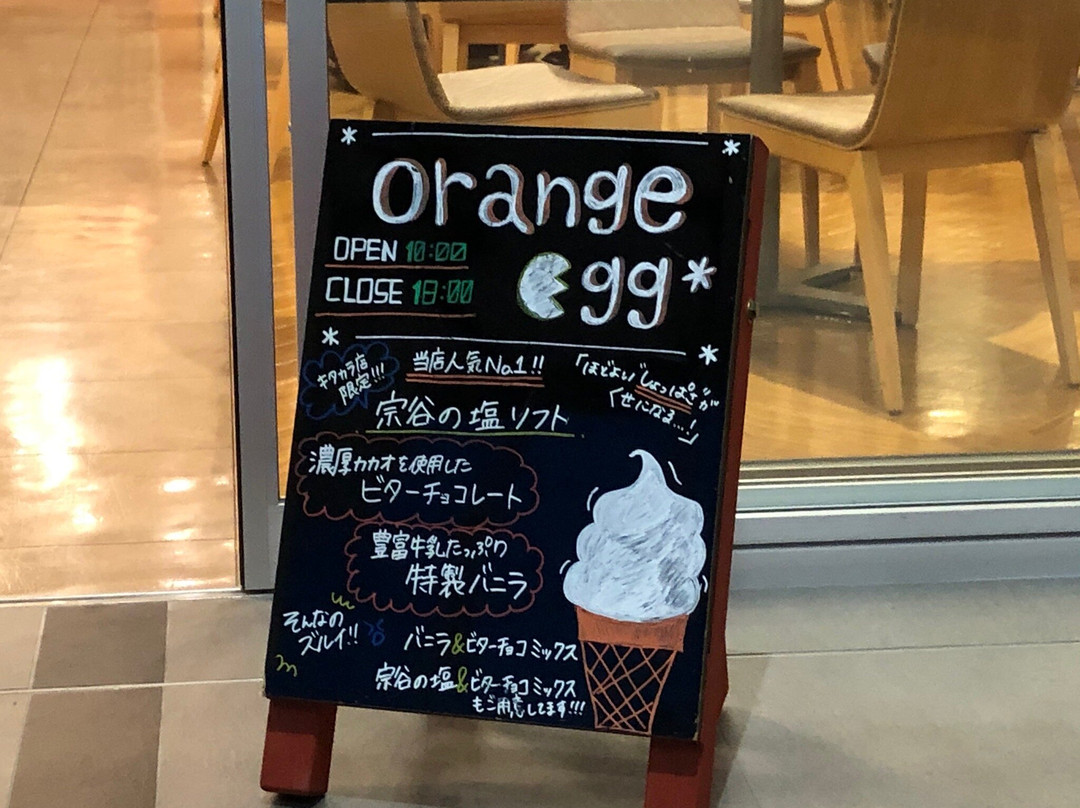 orange
egg
OPEN 10:00
CLOSE 18:00
キタカラ店
限定!!!
当店人気No.1!!
「ほどよい"しょっぱさ"が
くせになる…!」
宗谷の塩ソフト
濃厚カカオを使用した
ビターチョコレート
豊富牛乳たっぷり
特製バニラ
そんなの
ズルイ!!
バニラ&ビターチョコミックス
宗谷の塩&ビターチョコミックス
もご用意してます!!!